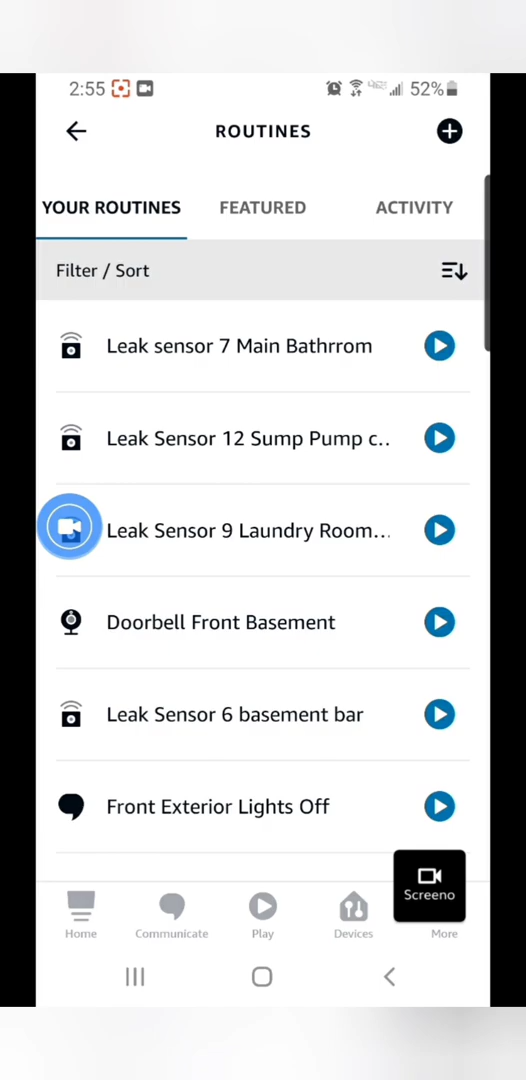 2:55 52%
ROUTINES
YOUR ROUTINES FEATURED ACTIVITY
Filter / Sort
Leak sensor 7 Main Bathrrom
Leak Sensor 12 Sump Pump c..
Leak Sensor 9 Laundry Room...
Doorbell Front Basement
Leak Sensor 6 basement bar
Front Exterior Lights Off
Screeno
Home Communicate Play Devices More